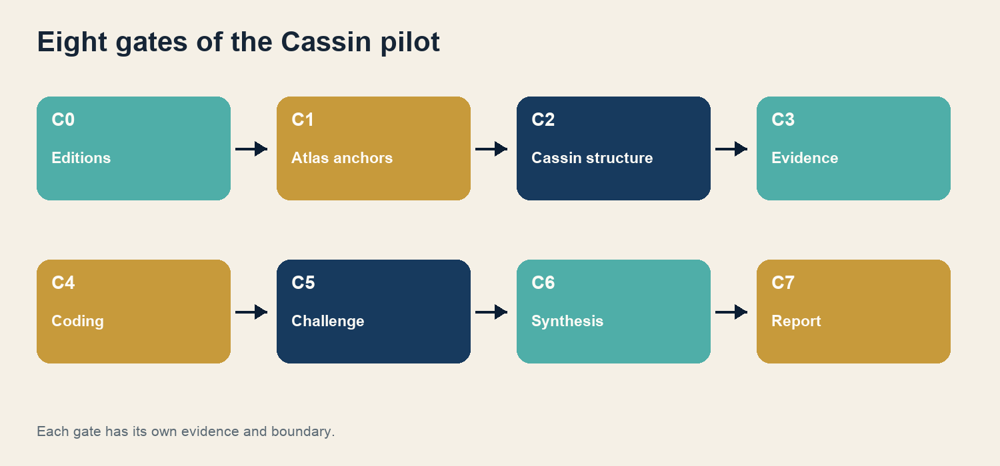 Eight gates of the Cassin pilot
C0
Editions
C1
Atlas anchors
C2
Cassin structure
C3
Evidence
C4
Coding
C5
Challenge
C6
Synthesis
C7
Report
Each gate has its own evidence and boundary.